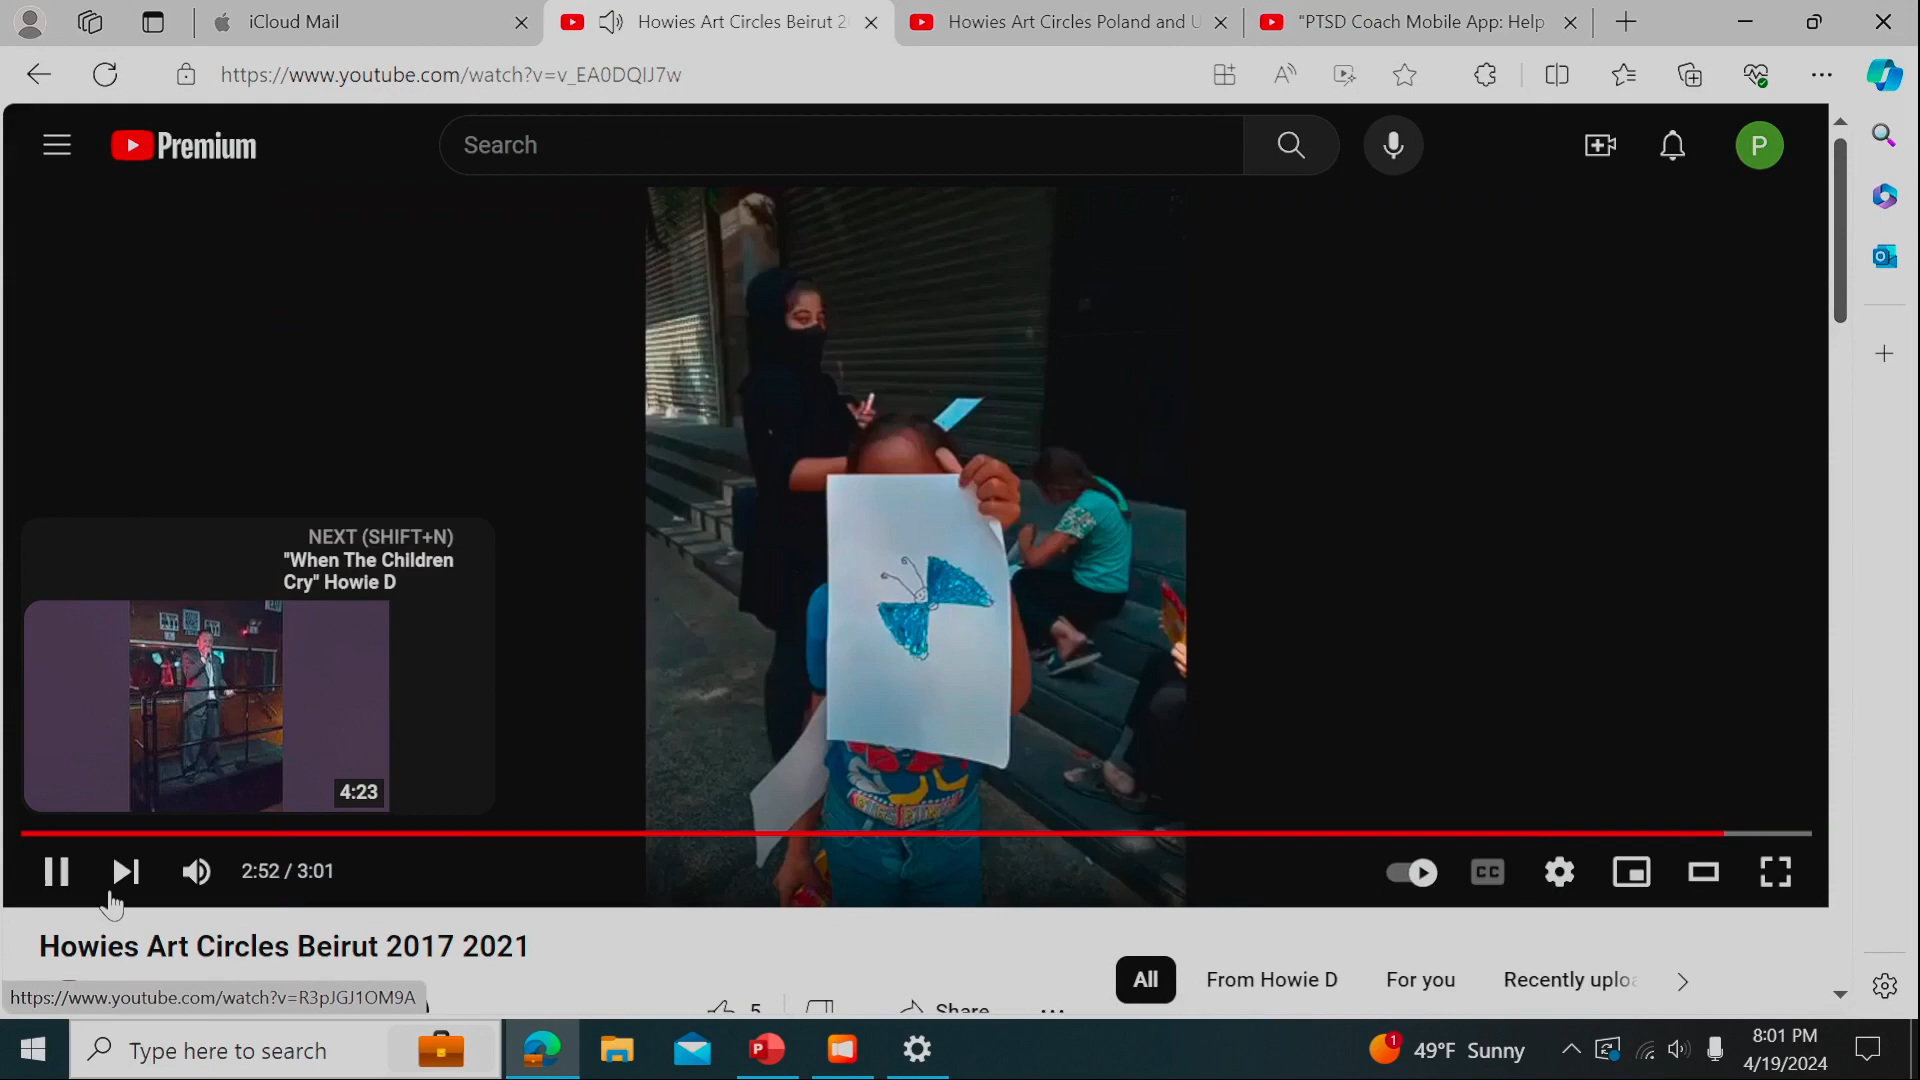 iCloud Mail
Howies Art Circles Beirut 2
Howies Art Circles Poland and U
"PTSD Coach Mobile App: Help
https://www.youtube.com/watch?v=v_EA0DQIJ7w
Premium
Search
P
NEXT (SHIFT+N)
"When The Children
Cry" Howie D
4:23
2:52 / 3:01
CC
Howies Art Circles Beirut 2017 2021
All
From Howie D
For you
Recently uplo
https://www.youtube.com/watch?v=R3pJGJ1OM9A
5
Share
Type here to search
1
49°F Sunny
8:01 PM
4/19/2024